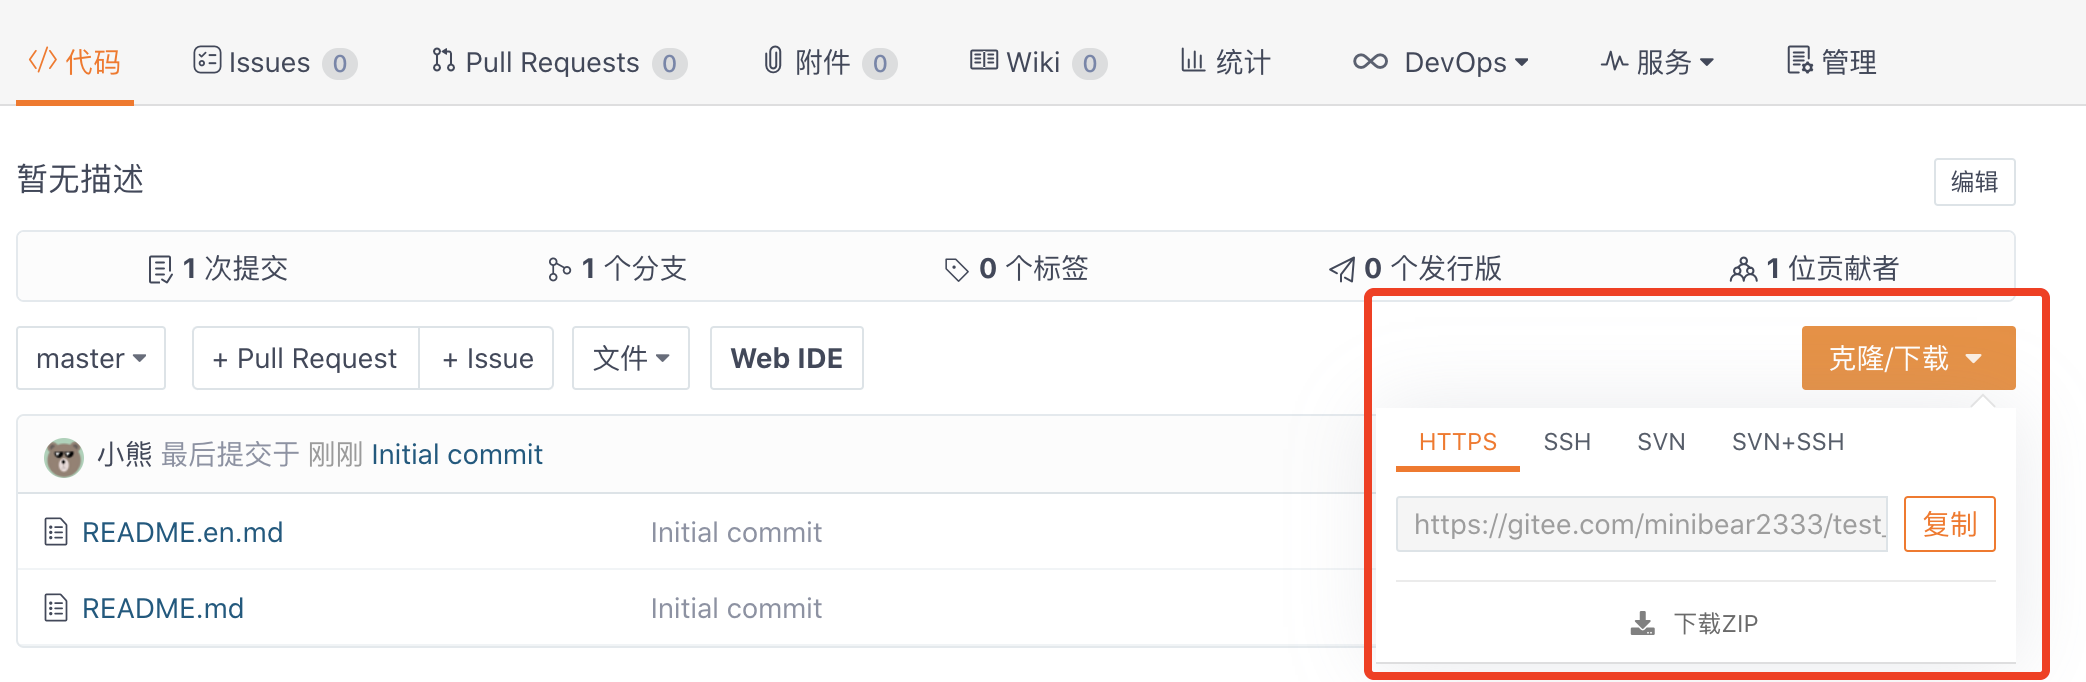 代码 Issues 0 Pull Requests 0 附件 0 Wiki 0 统计 DevOps 服务 管理
暂无描述 编辑
1 次提交 1 个分支 0 个标签 0 个发行版 1 位贡献者
master + Pull Request + Issue 文件 Web IDE 克隆/下载
HTTPS SSH SVN SVN+SSH
小熊 最后提交于 刚刚 Initial commit
https://gitee.com/minibear2333/test_ 复制
README.en.md Initial commit
README.md Initial commit
下载ZIP